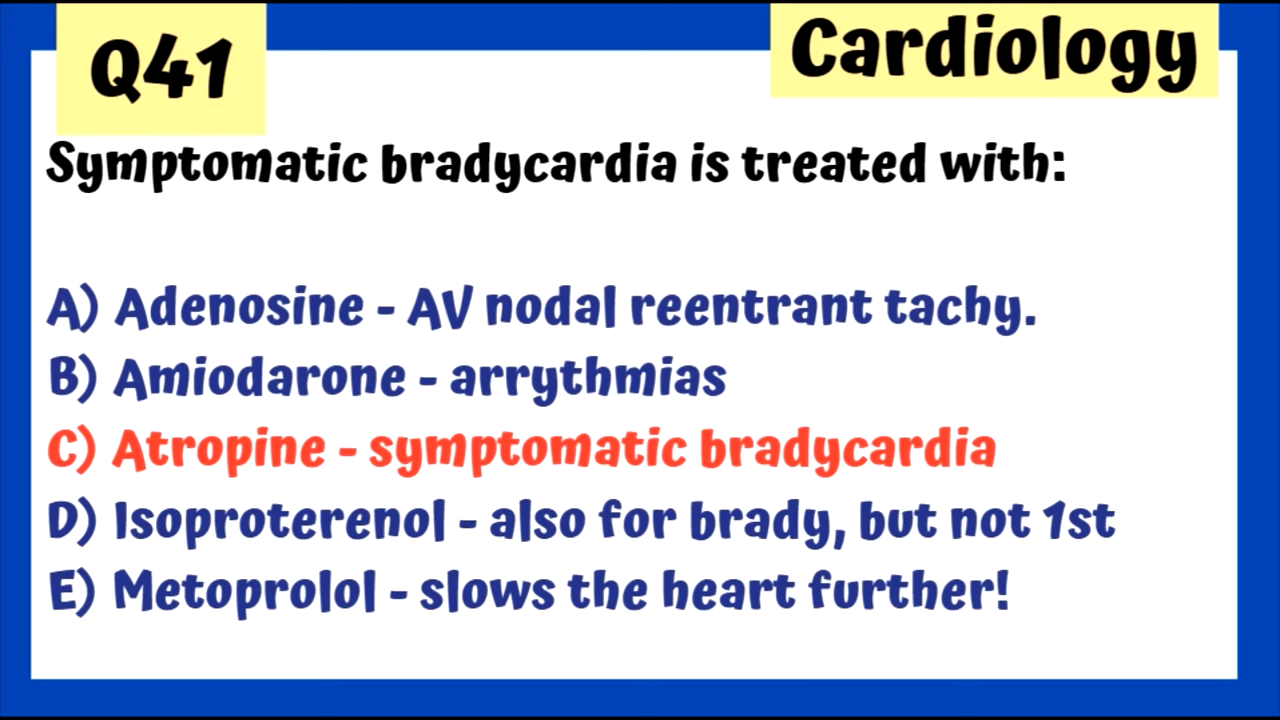 Q41
Cardiology
Symptomatic bradycardia is treated with:
A) Adenosine - AV nodal reentrant tachy.
B) Amiodarone - arrythmias
C) Atropine - symptomatic bradycardia
D) Isoproterenol - also for brady, but not 1st
E) Metoprolol - slows the heart further!